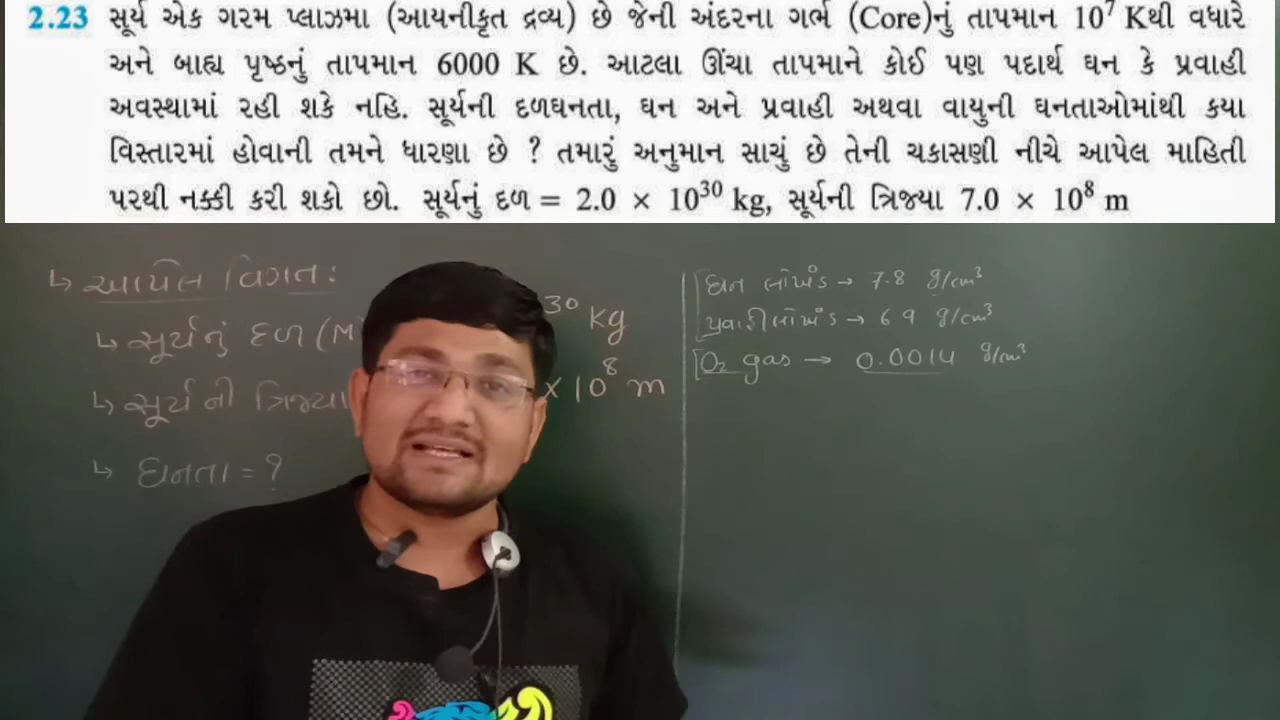 2.23 સૂર્ય એક ગરમ પ્લાઝમા (આયનીકૃત દ્રવ્ય) છે જેની અંદરના ગર્ભ (Core)નું તાપમાન 10⁷ Kથી વધારે
અને બાહ્ય પૃષ્ઠનું તાપમાન 6000 K છે. આટલા ઊંચા તાપમાને કોઈ પણ પદાર્થ ઘન કે પ્રવાહી
અવસ્થામાં રહી શકે નહિ. સૂર્યની દળઘનતા, ઘન અને પ્રવાહી અથવા વાયુની ઘનતાઓમાંથી કયા
વિસ્તારમાં હોવાની તમને ધારણા છે ? તમારું અનુમાન સાચું છે તેની ચકાસણી નીચે આપેલ માહિતી
પરથી નક્કી કરી શકો છો. સૂર્યનું દળ = 2.0 × 10³⁰ kg, સૂર્યની ત્રિજ્યા 7.0 × 10⁸ m
↳ આપેલ વિગત :
↳ સૂર્યનું દળ (M 30 kg
↳ સૂર્ય ની ત્રિજ્યા × 10⁸ m
↳ ઘનતા = ?
ઘન લોખંડ → 7.8 g/cm³
પ્રવાહી લોખંડ → 6 9 g/cm³
O₂ gas → 0.0014 g/cm³